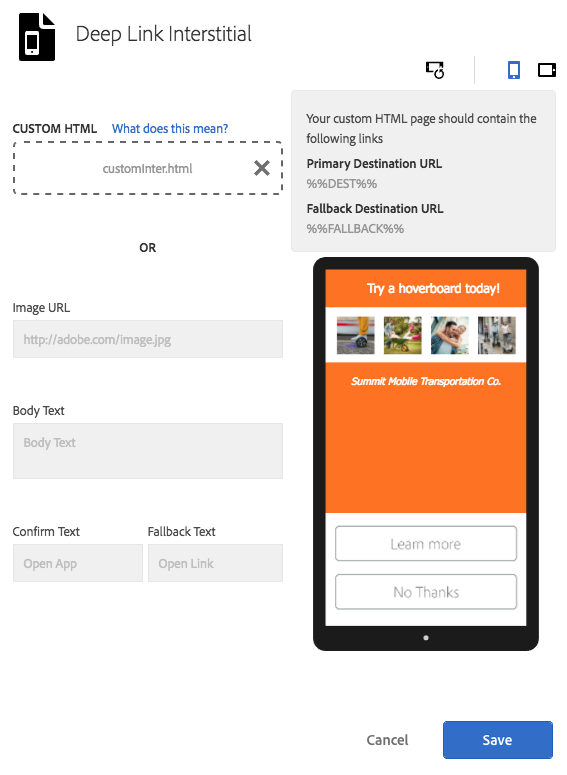 Deep Link Interstitial
CUSTOM HTML What does this mean?
customInter.html
OR
Image URL
http://adobe.com/image.jpg
Body Text
Body Text
Confirm Text Fallback Text
Open App Open Link
Your custom HTML page should contain the
following links
Primary Destination URL
%%DEST%%
Fallback Destination URL
%%FALLBACK%%
Try a hoverboard today!
Summit Mobile Transportation Co.
Learn more
No Thanks
Cancel Save